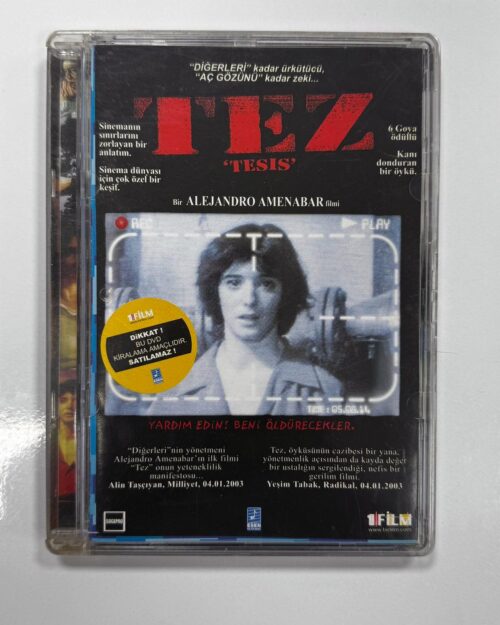 “DİĞERLERİ” kadar ürkütücü,
“AÇ GÖZÜNÜ” kadar zeki...
TEZ
‘TESIS’
Sinemanın
sınırlarını
zorlayan bir
anlatım.
Sinema dünyası
için çok özel bir
keşif.
6 Goya
ödüllü
Kanı
donduran
bir öykü.
Bir ALEJANDRO AMENABAR filmi
REC
PLAY
1FİLM
DİKKAT !
BU DVD
KİRALAMA AMAÇLIDIR.
SATILAMAZ !
YARDIM EDİN! BENİ ÖLDÜRECEKLER.
“Diğerleri”nin yönetmeni
Alejandro Amenabar’ın ilk filmi
“Tez” onun yeteneklilik
manifestosu...
Alin Taşçıyan, Milliyet, 04.01.2003
Tez, öyküsünün cazibesi bir yana,
yönetmenlik açısından da kayda değer
bir ustalığın sergilendiği, nefis bir
gerilim filmi.
Yeşim Tabak, Radikal, 04.01.2003
ESEN
1FİLM